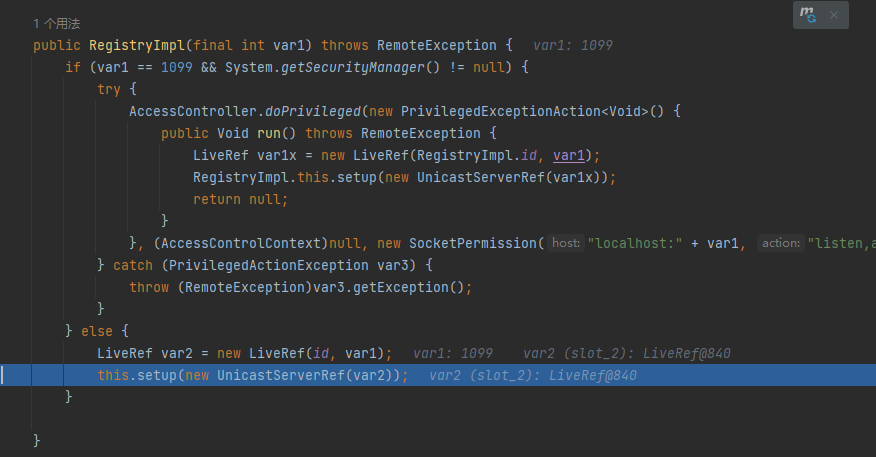 1 个用法
public RegistryImpl(final int var1) throws RemoteException {   var1: 1099
    if (var1 == 1099 && System.getSecurityManager() != null) {
        try {
            AccessController.doPrivileged(new PrivilegedExceptionAction<Void>() {
                public Void run() throws RemoteException {
                    LiveRef var1x = new LiveRef(RegistryImpl.id, var1);
                    RegistryImpl.this.setup(new UnicastServerRef(var1x));
                    return null;
                }
            }, (AccessControlContext)null, new SocketPermission( host: "localhost:" + var1, action: "listen,a
        } catch (PrivilegedActionException var3) {
            throw (RemoteException)var3.getException();
        }
    } else {
        LiveRef var2 = new LiveRef(id, var1);   var1: 1099    var2 (slot_2): LiveRef@840
        this.setup(new UnicastServerRef(var2));   var2 (slot_2): LiveRef@840
    }
}